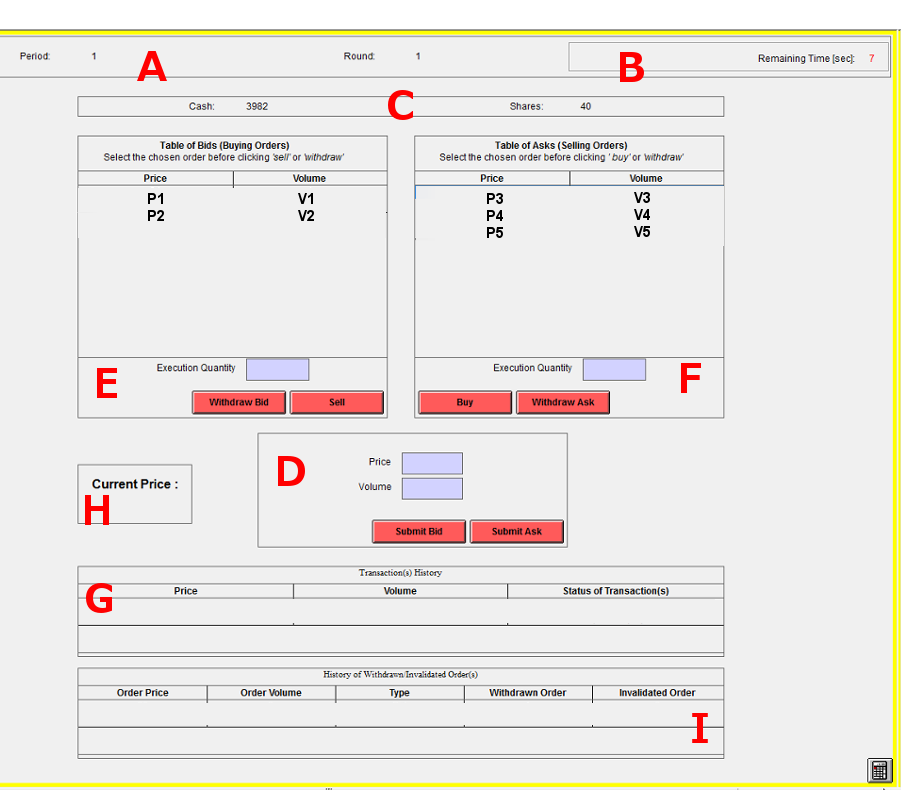 Period: 1 A Round: 1 B Remaining Time [sec]: 7
Cash: 3982 C Shares: 40
Table of Bids (Buying Orders)
Select the chosen order before clicking 'sell' or 'withdraw'
Price Volume
P1 V1
P2 V2
E Execution Quantity
Withdraw Bid Sell
Table of Asks (Selling Orders)
Select the chosen order before clicking ' buy' or 'withdraw'
Price Volume
P3 V3
P4 V4
P5 V5
Execution Quantity F
Buy Withdraw Ask
D Price
Volume
Submit Bid Submit Ask
Current Price :
H
Transaction(s) History
G Price Volume Status of Transaction(s)
History of Withdrawn/Invalidated Order(s)
Order Price Order Volume Type Withdrawn Order Invalidated Order
I